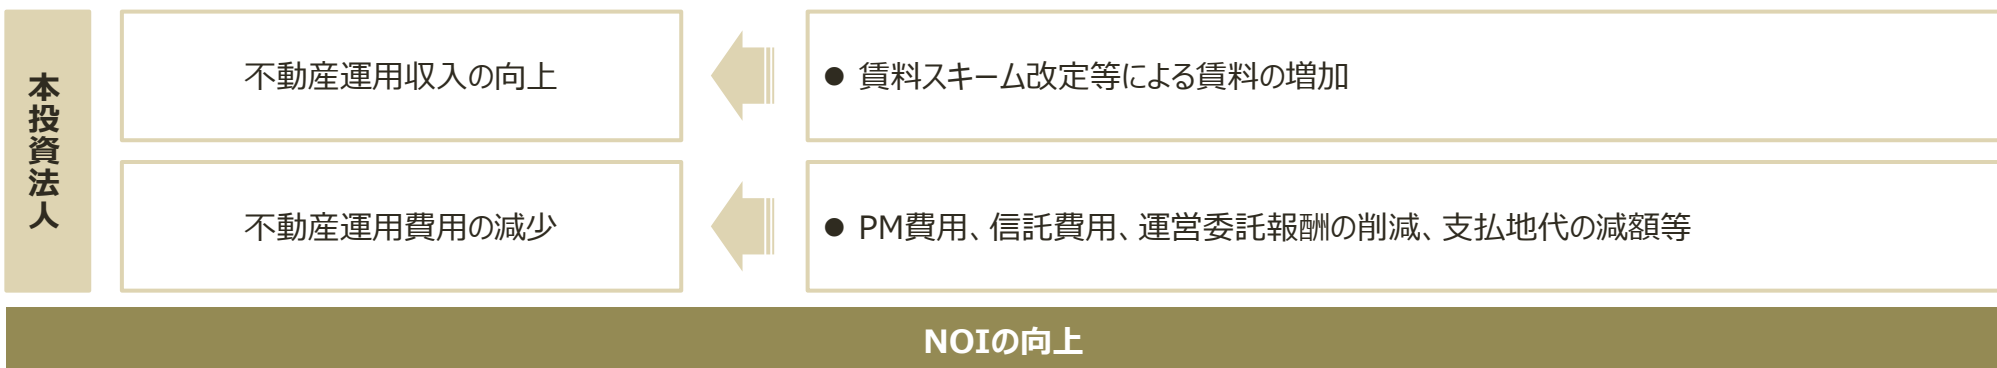 本投資法人
不動産運用収入の向上
● 賃料スキーム改定等による賃料の増加
不動産運用費用の減少
● PM費用、信託費用、運営委託報酬の削減、支払地代の減額等
NOIの向上